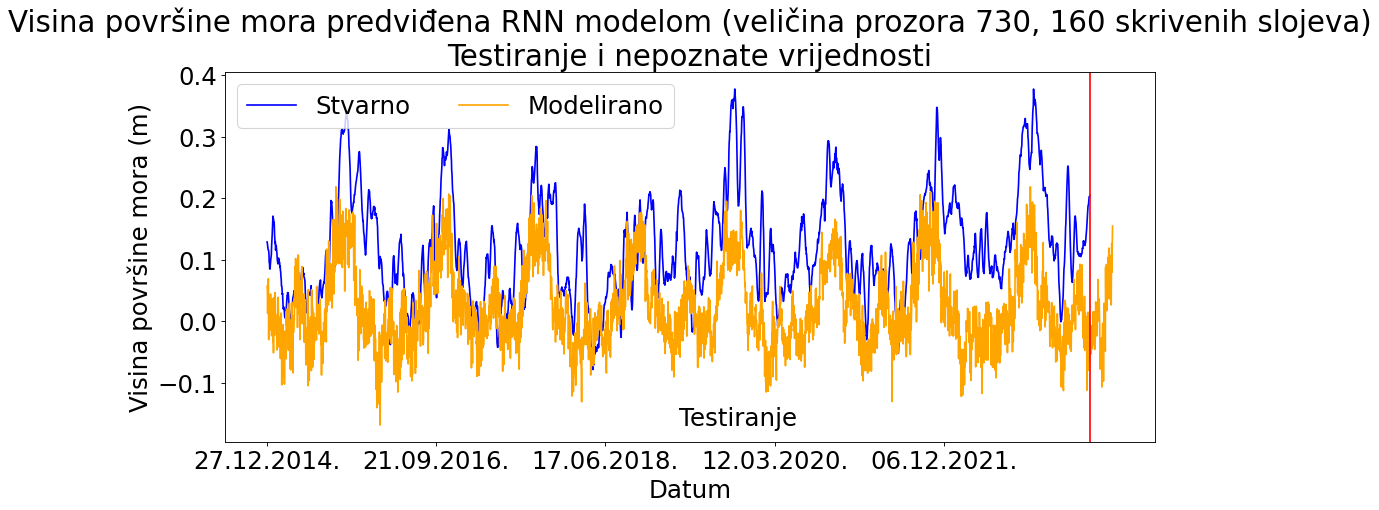 Visina površine mora predviđena RNN modelom (veličina prozora 730, 160 skrivenih slojeva)
Testiranje i nepoznate vrijednosti
Stvarno Modelirano
Visina površine mora (m)
0.4
0.3
0.2
0.1
0.0
−0.1
Testiranje
27.12.2014. 21.09.2016. 17.06.2018. 12.03.2020. 06.12.2021.
Datum